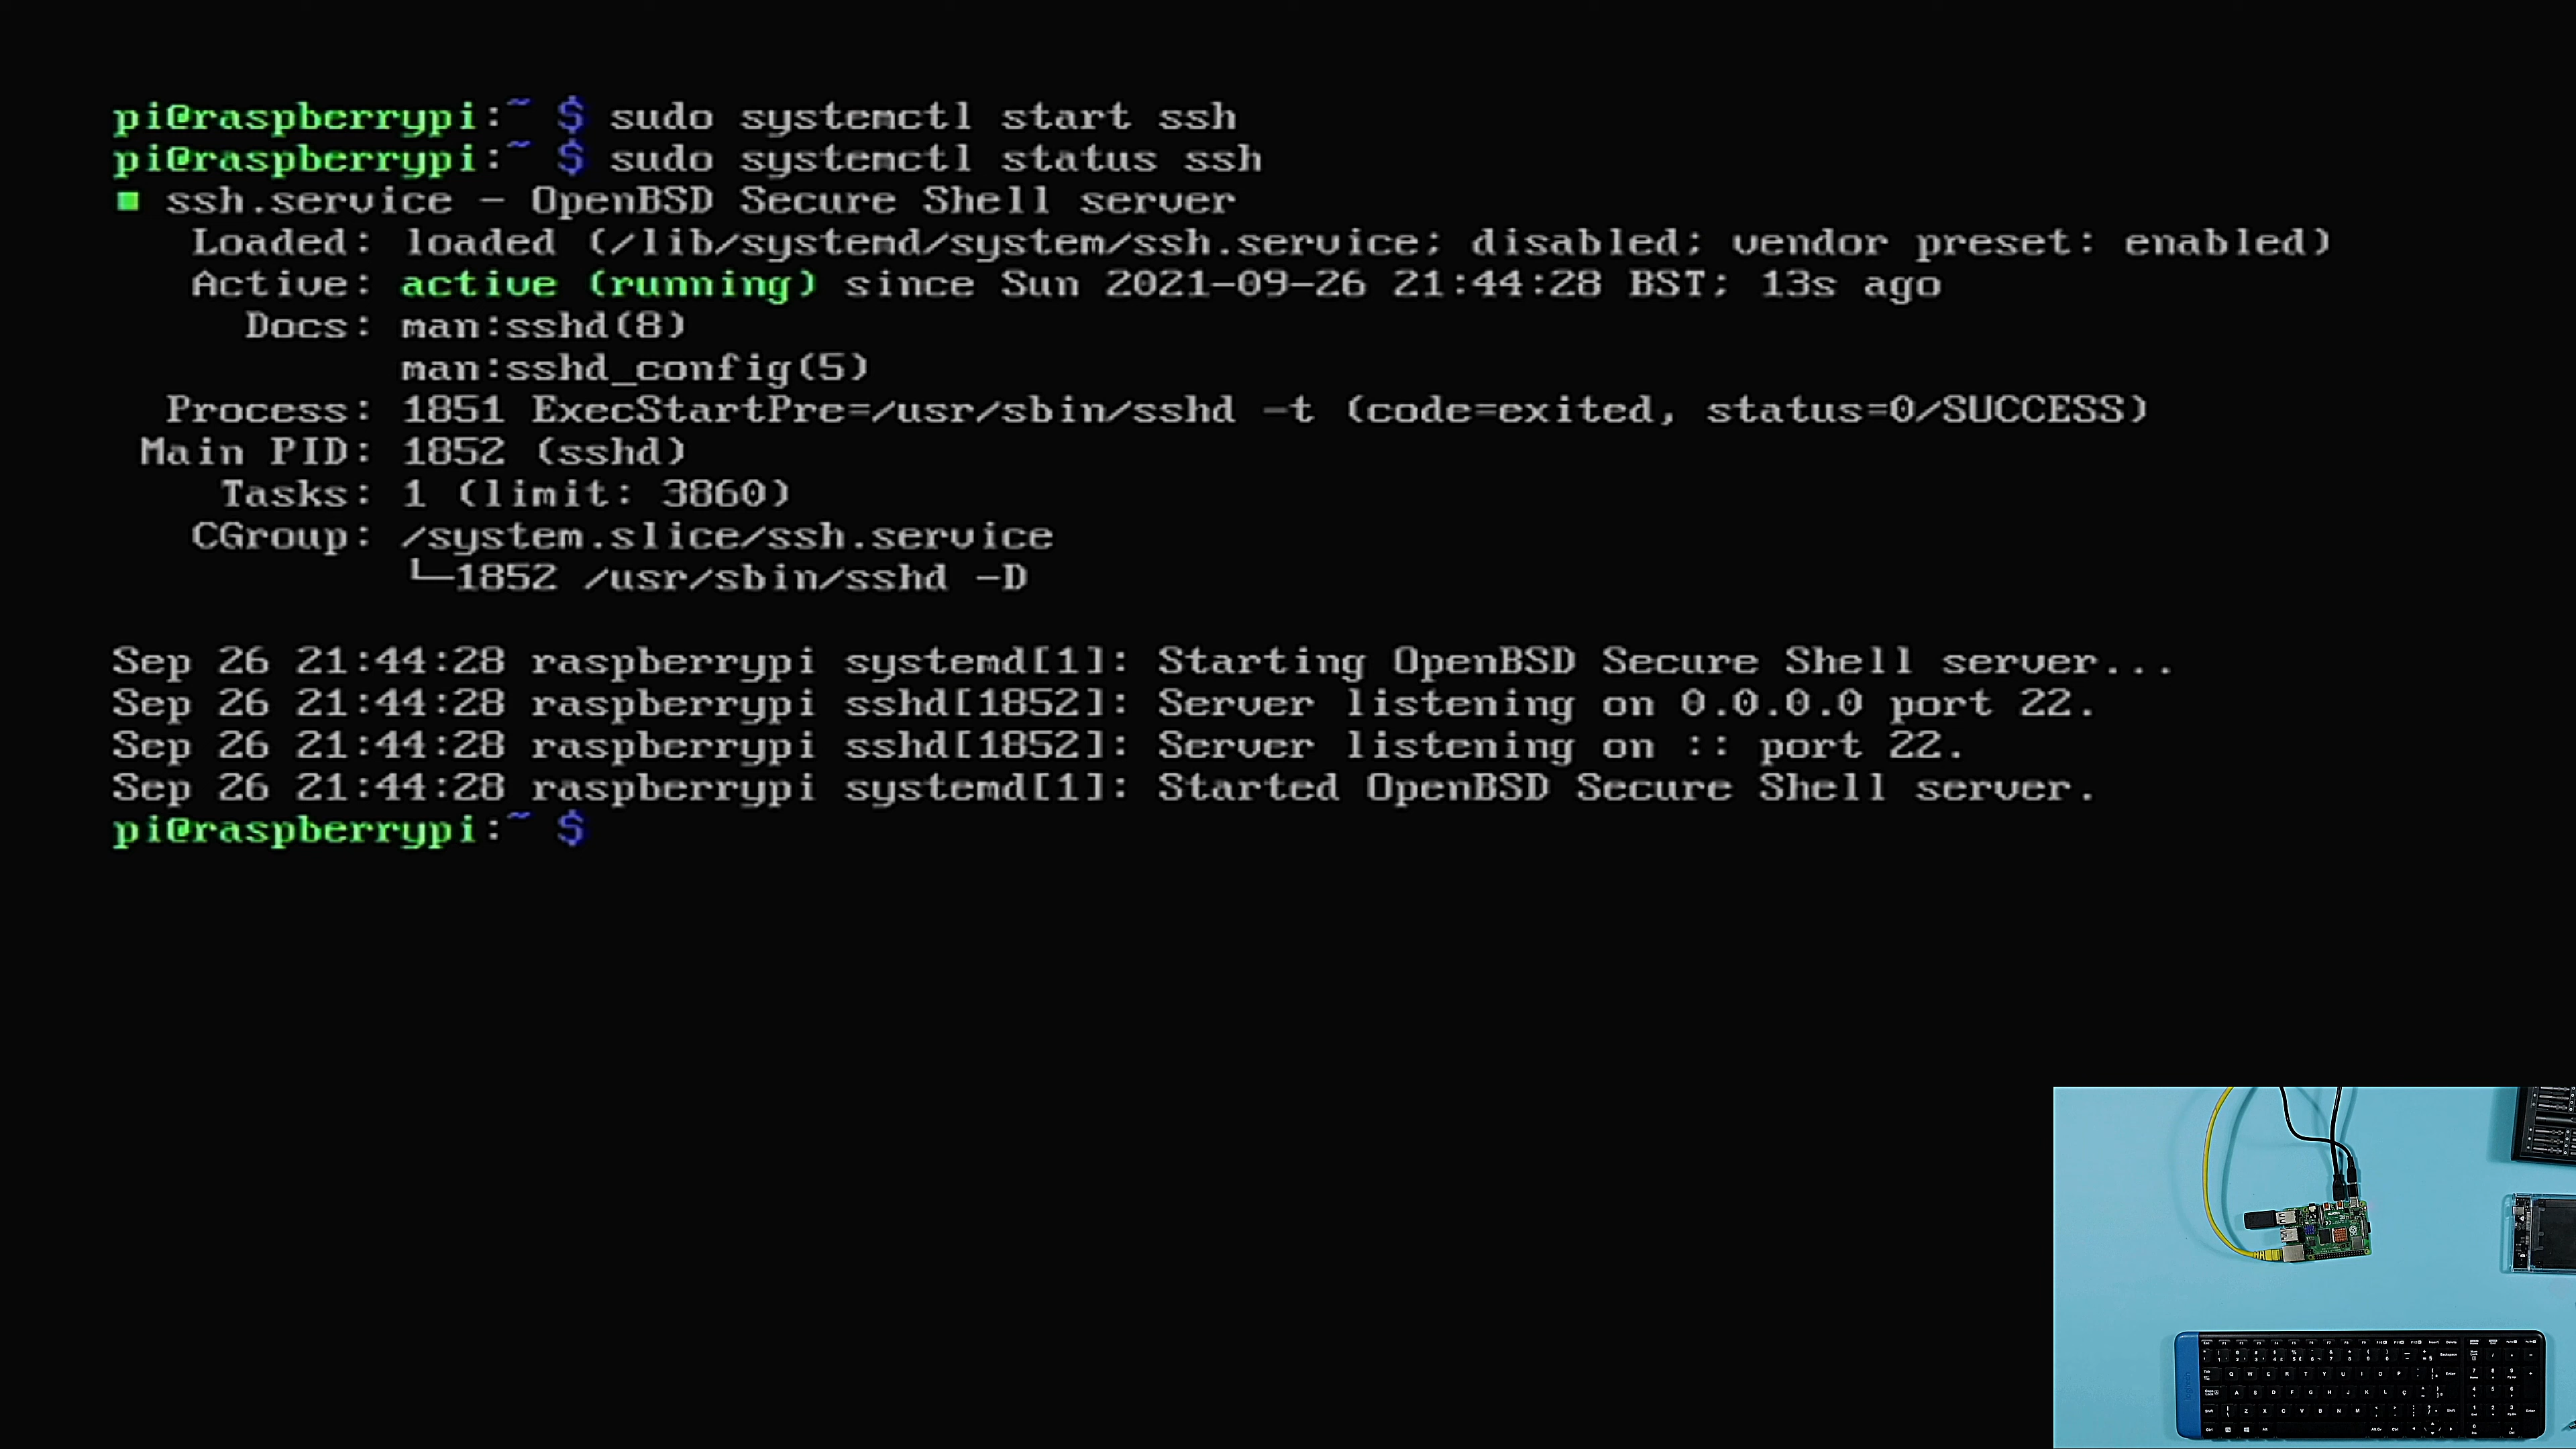 pi@raspberrypi:~ $ sudo systemctl start ssh
pi@raspberrypi:~ $ sudo systemctl status ssh
■ ssh.service - OpenBSD Secure Shell server
Loaded: loaded (/lib/systemd/system/ssh.service; disabled; vendor preset: enabled)
Active: active (running) since Sun 2021-09-26 21:44:28 BST; 13s ago
Docs: man:sshd(8)
man:sshd_config(5)
Process: 1851 ExecStartPre=/usr/sbin/sshd -t (code=exited, status=0/SUCCESS)
Main PID: 1852 (sshd)
Tasks: 1 (limit: 3860)
CGroup: /system.slice/ssh.service
└─1852 /usr/sbin/sshd -D
Sep 26 21:44:28 raspberrypi systemd[1]: Starting OpenBSD Secure Shell server...
Sep 26 21:44:28 raspberrypi sshd[1852]: Server listening on 0.0.0.0 port 22.
Sep 26 21:44:28 raspberrypi sshd[1852]: Server listening on :: port 22.
Sep 26 21:44:28 raspberrypi systemd[1]: Started OpenBSD Secure Shell server.
pi@raspberrypi:~ $